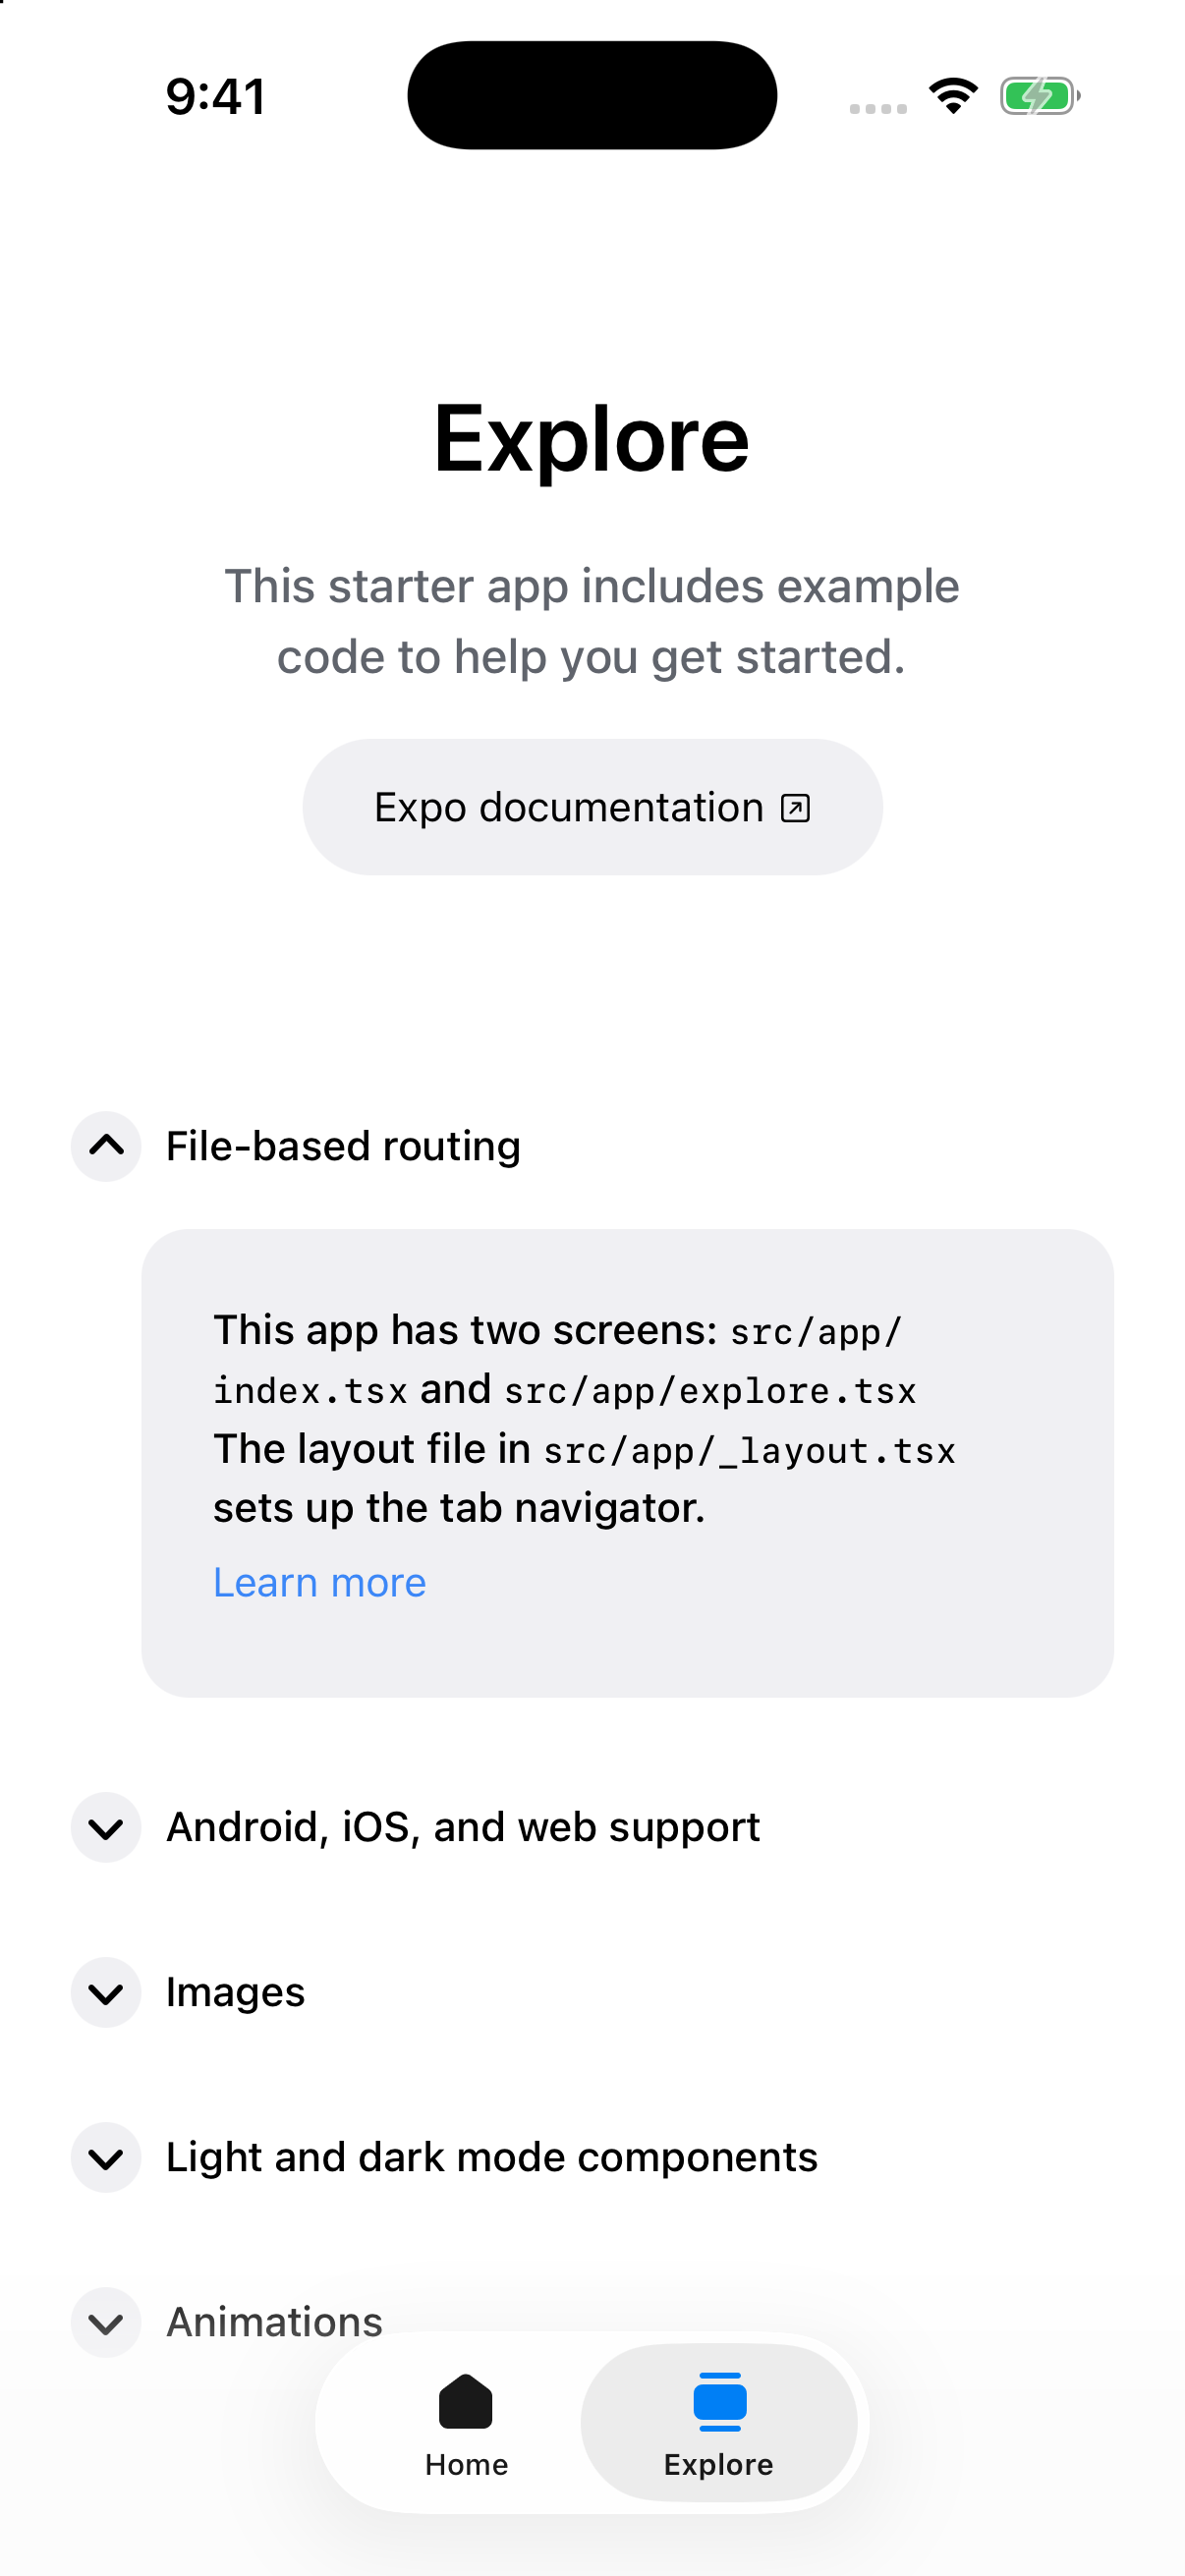 9:41
Explore
This starter app includes example
code to help you get started.
Expo documentation
File-based routing
This app has two screens: src/app/
index.tsx and src/app/explore.tsx
The layout file in src/app/_layout.tsx
sets up the tab navigator.
Learn more
Android, iOS, and web support
Images
Light and dark mode components
Animations
Home
Explore